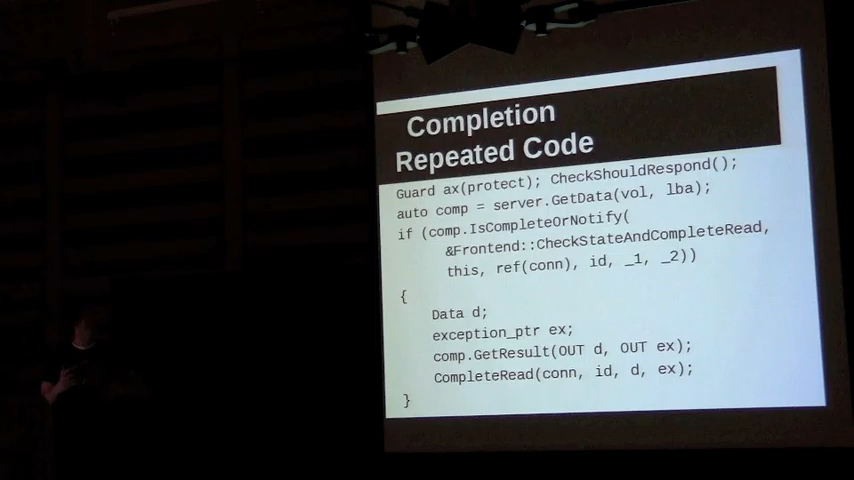 Completion
Repeated Code
Guard ax(protect); CheckShouldRespond();
auto comp = server.GetData(vol, lba);
if (comp.IsCompleteOrNotify(
&Frontend::CheckStateAndCompleteRead,
this, ref(conn), id, _1, _2))
{
Data d;
exception_ptr ex;
comp.GetResult(OUT d, OUT ex);
CompleteRead(conn, id, d, ex);
}